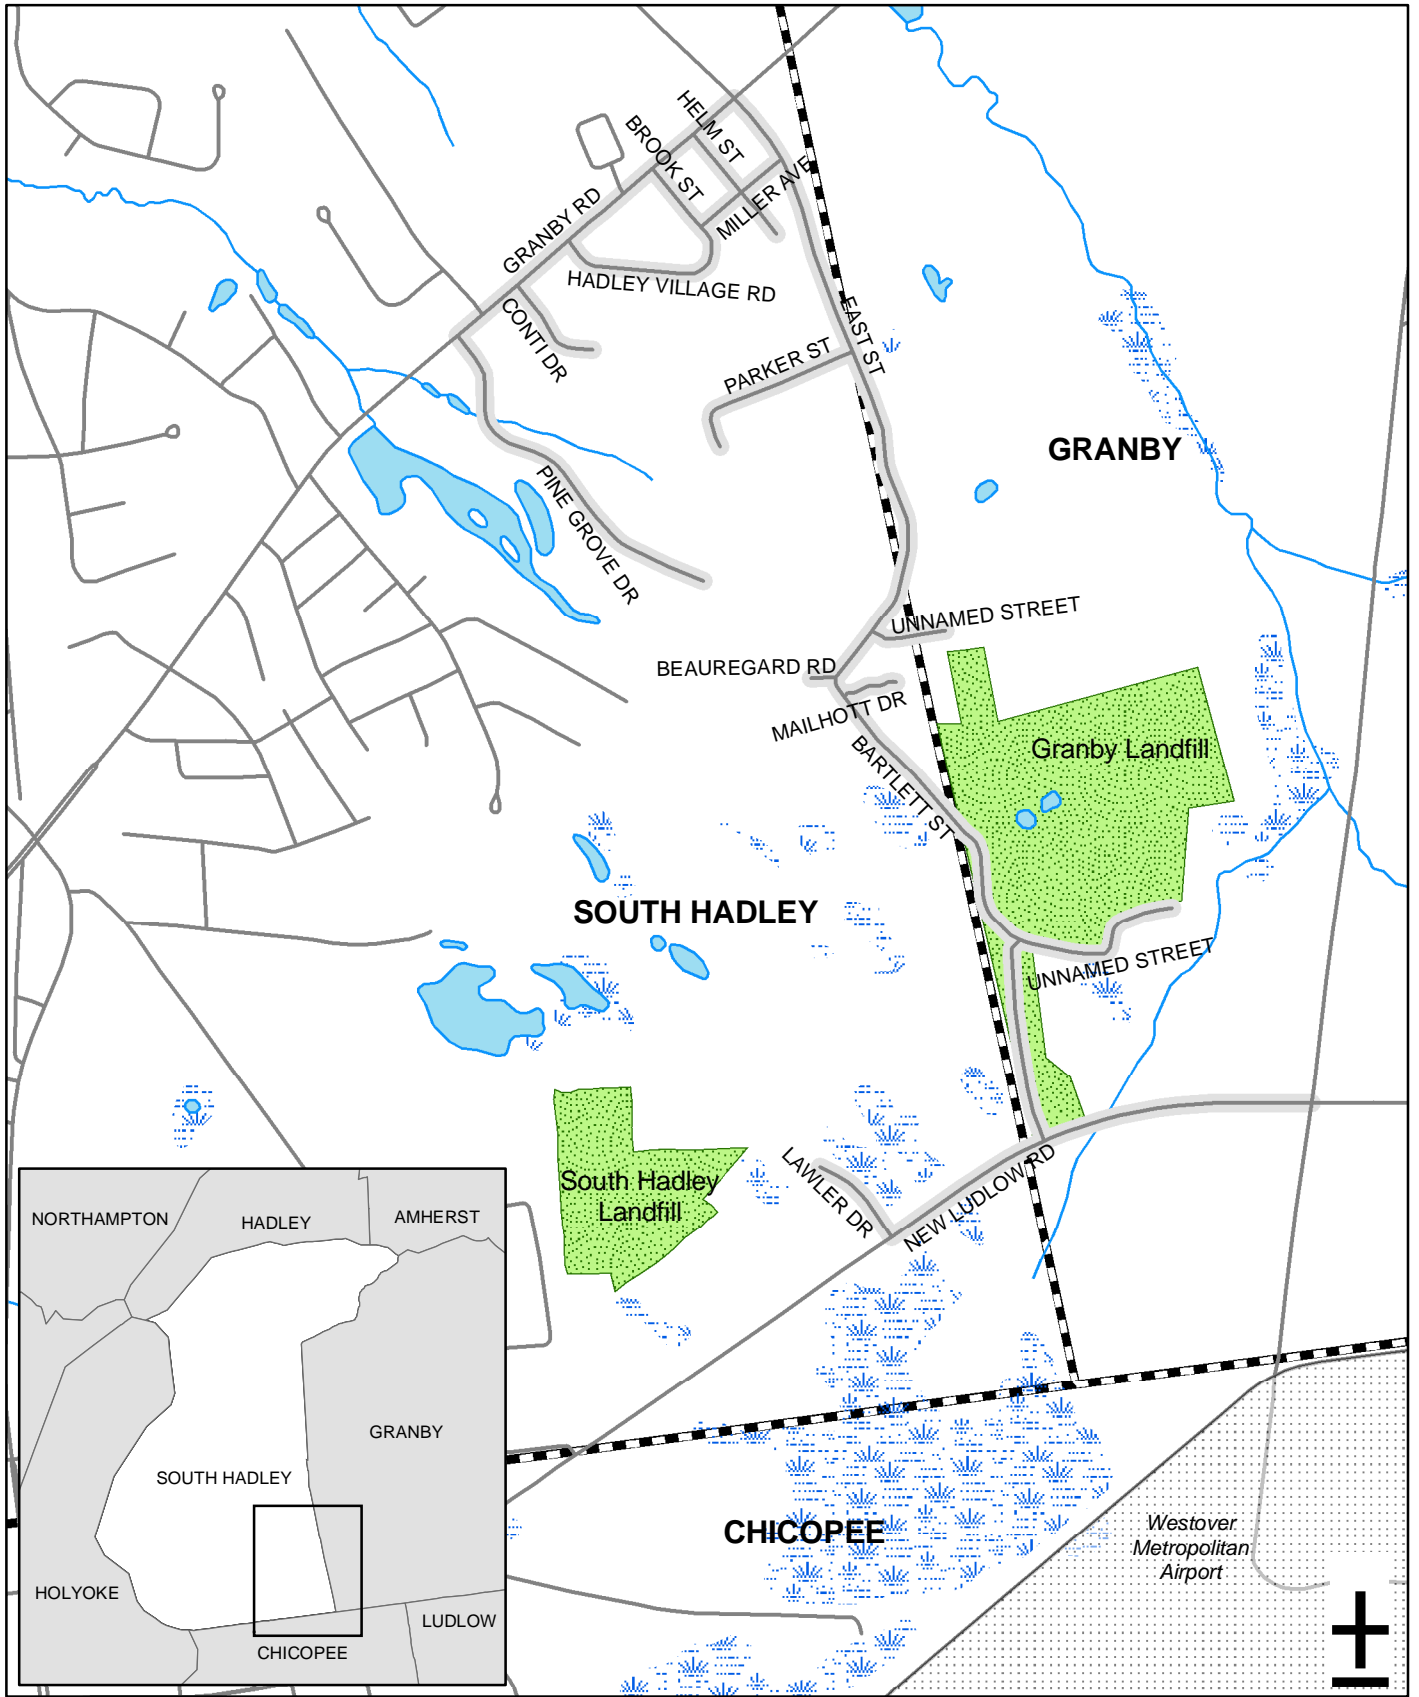 HELM ST
BROOK ST
MILLER AVE
GRANBY RD
HADLEY VILLAGE RD
CONTI DR
EAST ST
PARKER ST
GRANBY
PINE GROVE DR
UNNAMED STREET
BEAUREGARD RD
MAILHOTT DR
BARTLETT ST
Granby Landfill
SOUTH HADLEY
UNNAMED STREET
LAWLER DR
NEW LUDLOW RD
South Hadley
Landfill
NORTHAMPTON
HADLEY
AMHERST
GRANBY
SOUTH HADLEY
HOLYOKE
LUDLOW
CHICOPEE
CHICOPEE
Westover
Metropolitan
Airport